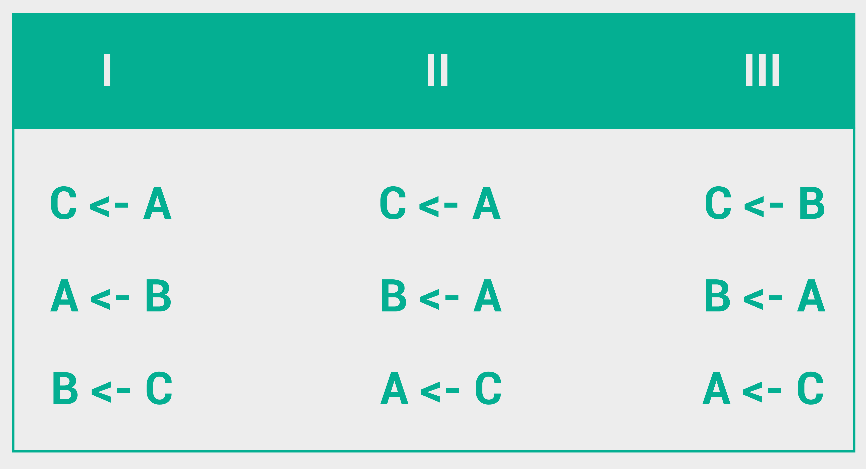 I II III
C <- A C <- A C <- B
A <- B B <- A B <- A
B <- C A <- C A <- C